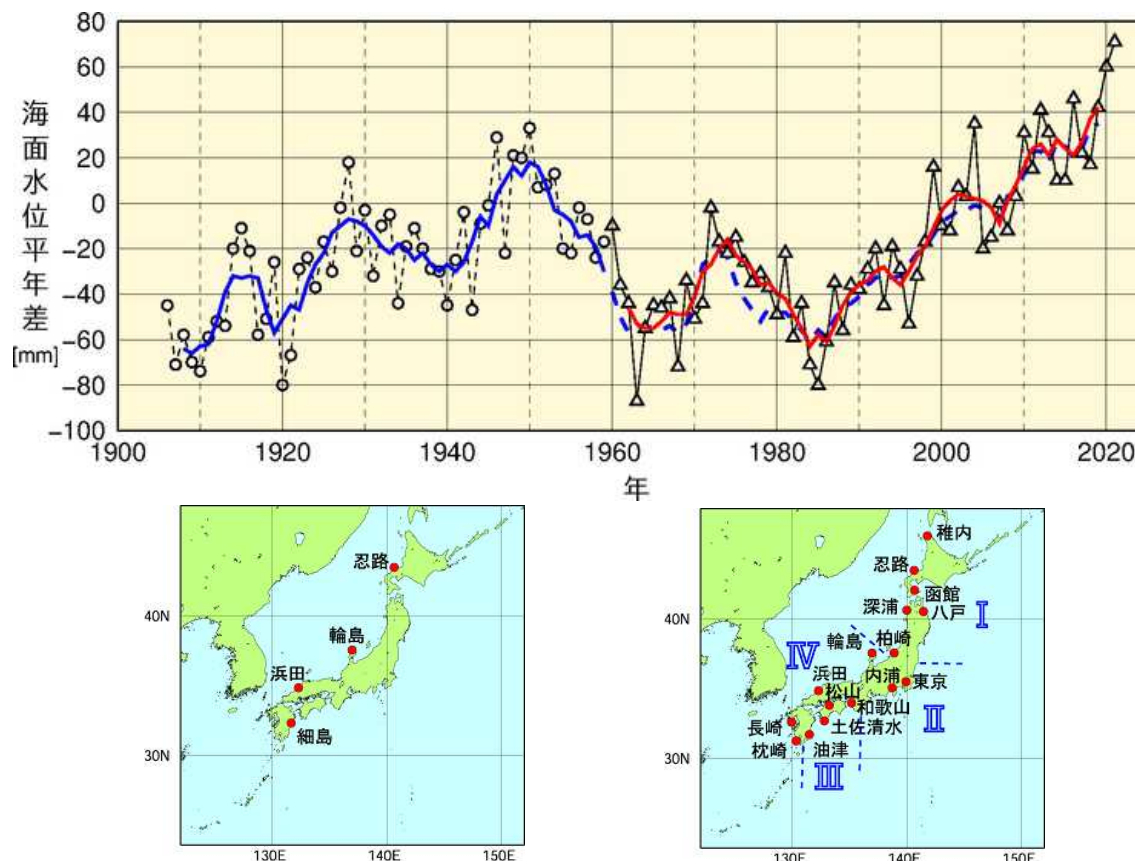 80
60
40
20
0
−20
−40
−60
−80
−100
海面水位平年差
[mm]
1900
1920
1940
1960
1980
2000
2020
年
忍路
輪島
浜田
細島
40N
30N
130E
140E
150E
稚内
忍路
函館
深浦
八戸
Ⅰ
輪島
柏崎
Ⅳ
浜田
内浦
東京
松山
和歌山
長崎
土佐清水
Ⅱ
枕崎
油津
Ⅲ
40N
30N
130E
140E
150E